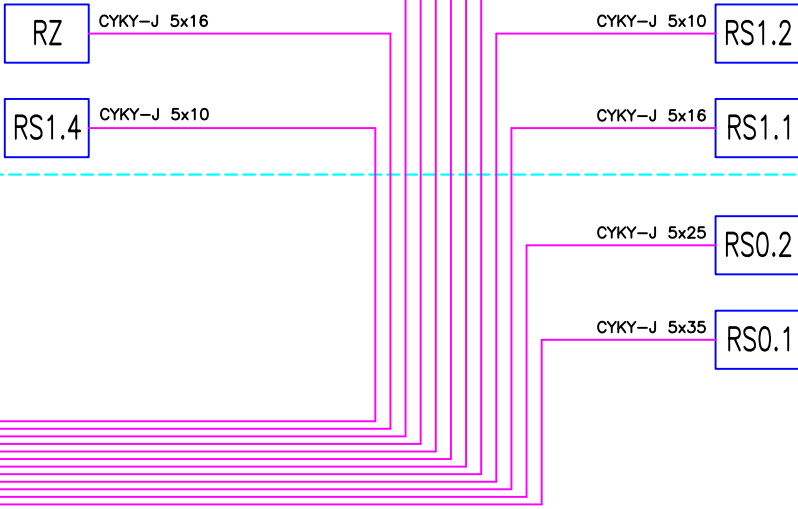 RZ
CYKY-J 5x16
CYKY-J 5x10
RS1.2
RS1.4
CYKY-J 5x10
CYKY-J 5x16
RS1.1
CYKY-J 5x25
RS0.2
CYKY-J 5x35
RS0.1